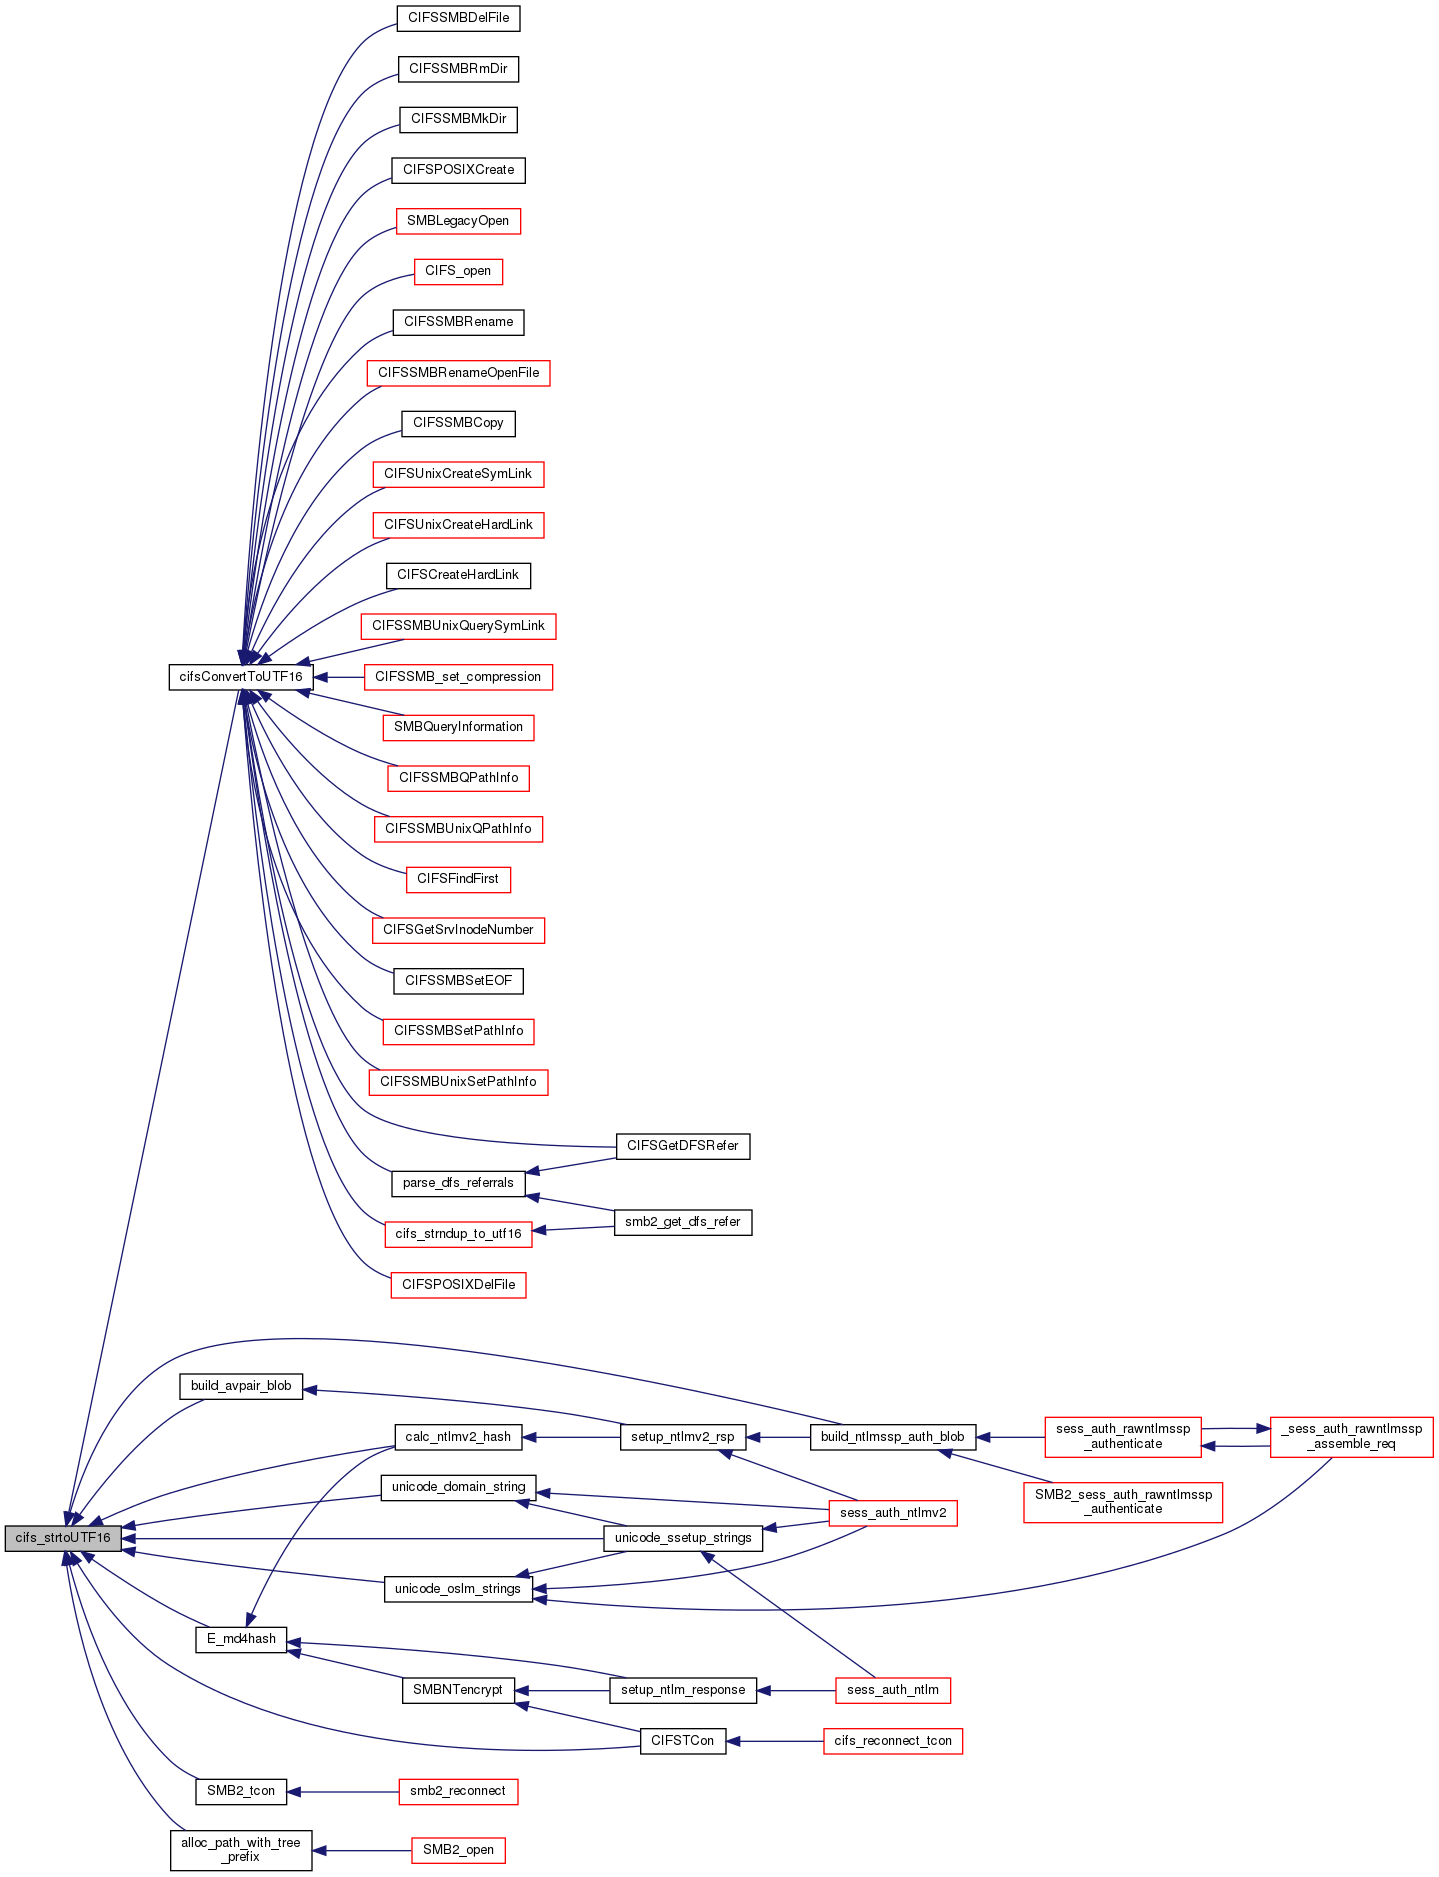 CIFSSMBDelFile
CIFSSMBRmDir
CIFSSMBMkDir
CIFSPOSIXCreate
SMBLegacyOpen
CIFS_open
CIFSSMBRename
CIFSSMBRenameOpenFile
CIFSSMBCopy
CIFSUnixCreateSymLink
CIFSUnixCreateHardLink
CIFSCreateHardLink
CIFSSMBUnixQuerySymLink
cifsConvertToUTF16
CIFSSMB_set_compression
SMBQueryInformation
CIFSSMBQPathInfo
CIFSSMBUnixQPathInfo
CIFSFindFirst
CIFSGetSrvInodeNumber
CIFSSMBSetEOF
CIFSSMBSetPathInfo
CIFSSMBUnixSetPathInfo
CIFSGetDFSRefer
parse_dfs_referrals
smb2_get_dfs_refer
cifs_strndup_to_utf16
CIFSPOSIXDelFile
build_avpair_blob
calc_ntlmv2_hash
setup_ntlmv2_rsp
build_ntlmssp_auth_blob
sess_auth_rawntlmssp
_authenticate
_sess_auth_rawntlmssp
_assemble_req
unicode_domain_string
SMB2_sess_auth_rawntlmssp
_authenticate
sess_auth_ntlmv2
cifs_strtoUTF16
unicode_ssetup_strings
unicode_oslm_strings
E_md4hash
SMBNTencrypt
setup_ntlm_response
sess_auth_ntlm
CIFSTCon
cifs_reconnect_tcon
SMB2_tcon
smb2_reconnect
alloc_path_with_tree
_prefix
SMB2_open